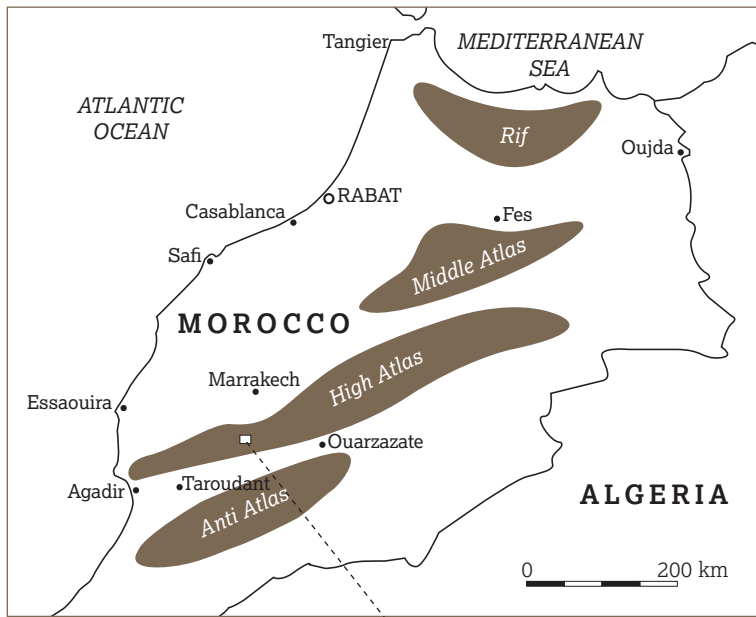 Tangier
MEDITERRANEAN
SEA
ATLANTIC
OCEAN
Rif
Oujda
RABAT
Casablanca
Fes
Safi
Middle Atlas
MOROCCO
Marrakech
High Atlas
Essaouira
Ouarzazate
Agadir
Taroudant
Anti Atlas
ALGERIA
0 200 km